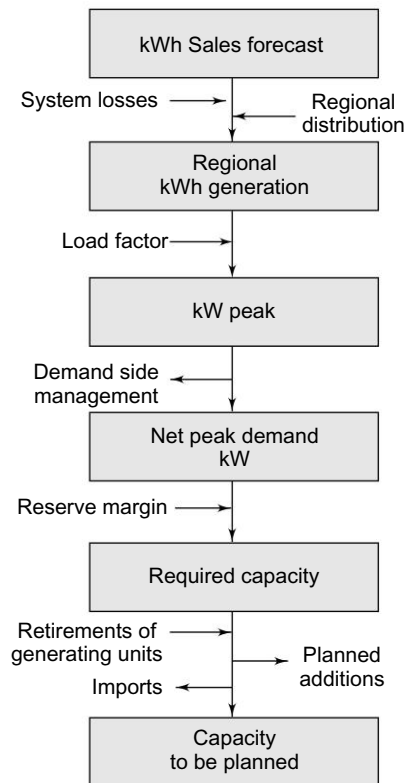 kWh Sales forecast
System losses
Regional
distribution
Regional
kWh generation
Load factor
kW peak
Demand side
management
Net peak demand
kW
Reserve margin
Required capacity
Retirements of
generating units
Planned
additions
Imports
Capacity
to be planned